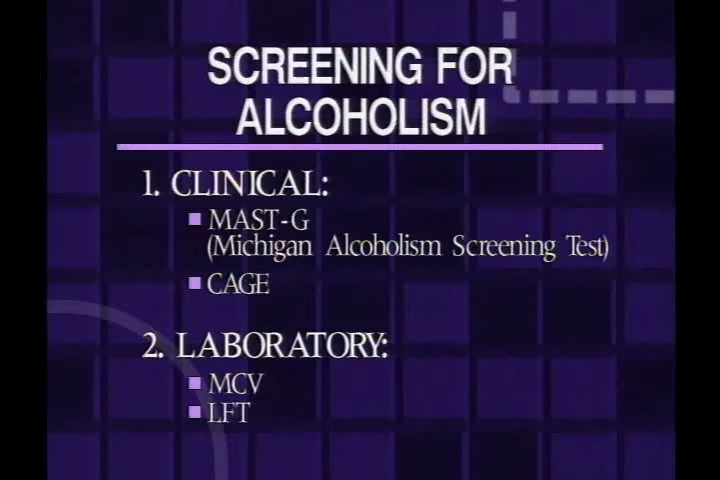 SCREENING FOR
ALCOHOLISM
1. CLINICAL:
■ MAST-G
(Michigan Alcoholism Screening Test)
■ CAGE
2. LABORATORY:
■ MCV
■ LFT